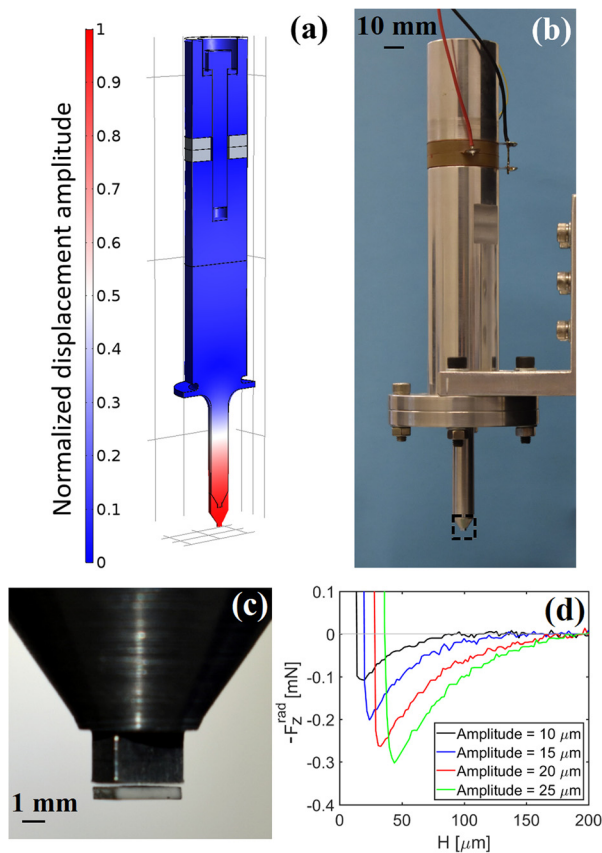 (a)
1
0.9
0.8
0.7
0.6
0.5
0.4
0.3
0.2
0.1
0
Normalized displacement amplitude
10 mm
(b)
(c)
1 mm
(d)
0.1
0
-0.1
-0.2
-0.3
-0.4
-F_z^rad [mN]
0
50
100
150
200
H [μm]
Amplitude = 10 μm
Amplitude = 15 μm
Amplitude = 20 μm
Amplitude = 25 μm